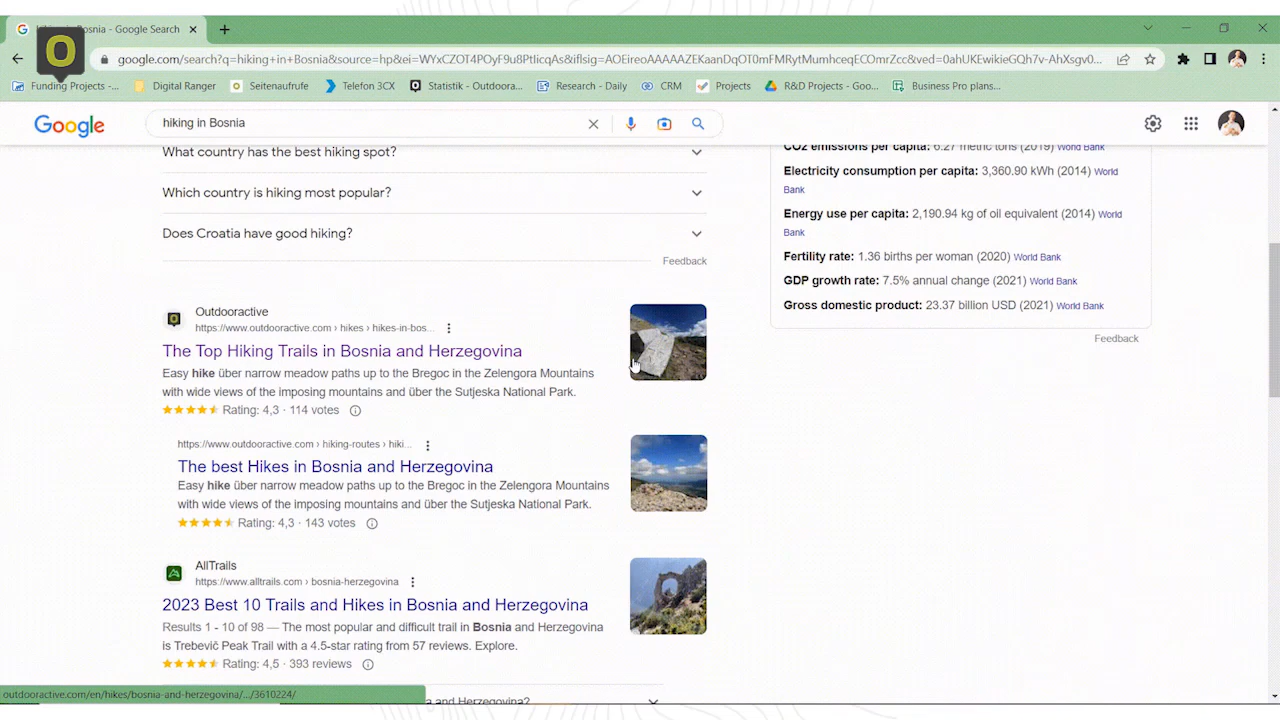 hiking in Bosnia - Google Search
google.com/search?q=hiking+in+Bosnia&source=hp&ei=WYxCZOT4POyF9u8PtIicqAs&iflsig=AOEireoAAAAAZEKaanDqOT0mFMRytMumhceqECOmrZcc&ved=0ahUKEwikieGQh7v-AhXsgv0...
Funding Projects -...
Digital Ranger
Seitenaufrufe
Telefon 3CX
Statistik - Outdoora...
Research - Daily
CRM
Projects
R&D Projects - Goo...
Business Pro plans...
Google
hiking in Bosnia
What country has the best hiking spot?
Which country is hiking most popular?
Does Croatia have good hiking?
Feedback
Outdooractive
https://www.outdooractive.com › hikes › hikes-in-bos...
The Top Hiking Trails in Bosnia and Herzegovina
Easy hike über narrow meadow paths up to the Bregoc in the Zelengora Mountains
with wide views of the imposing mountains and über the Sutjeska National Park.
Rating: 4,3 · 114 votes
https://www.outdooractive.com › hiking-routes › hiki...
The best Hikes in Bosnia and Herzegovina
Easy hike über narrow meadow paths up to the Bregoc in the Zelengora Mountains
with wide views of the imposing mountains and über the Sutjeska National Park.
Rating: 4,3 · 143 votes
AllTrails
https://www.alltrails.com › bosnia-herzegovina
2023 Best 10 Trails and Hikes in Bosnia and Herzegovina
Results 1 - 10 of 98 — The most popular and difficult trail in Bosnia and Herzegovina
is Trebević Peak Trail with a 4.5-star rating from 57 reviews. Explore.
Rating: 4,5 · 393 reviews
a and Herzegovina?
CO2 emissions per capita: 6.27 metric tons (2019) World Bank
Electricity consumption per capita: 3,360.90 kWh (2014) World
Bank
Energy use per capita: 2,190.94 kg of oil equivalent (2014) World
Bank
Fertility rate: 1.36 births per woman (2020) World Bank
GDP growth rate: 7.5% annual change (2021) World Bank
Gross domestic product: 23.37 billion USD (2021) World Bank
Feedback
outdooractive.com/en/hikes/bosnia-and-herzegovina/.../3610224/